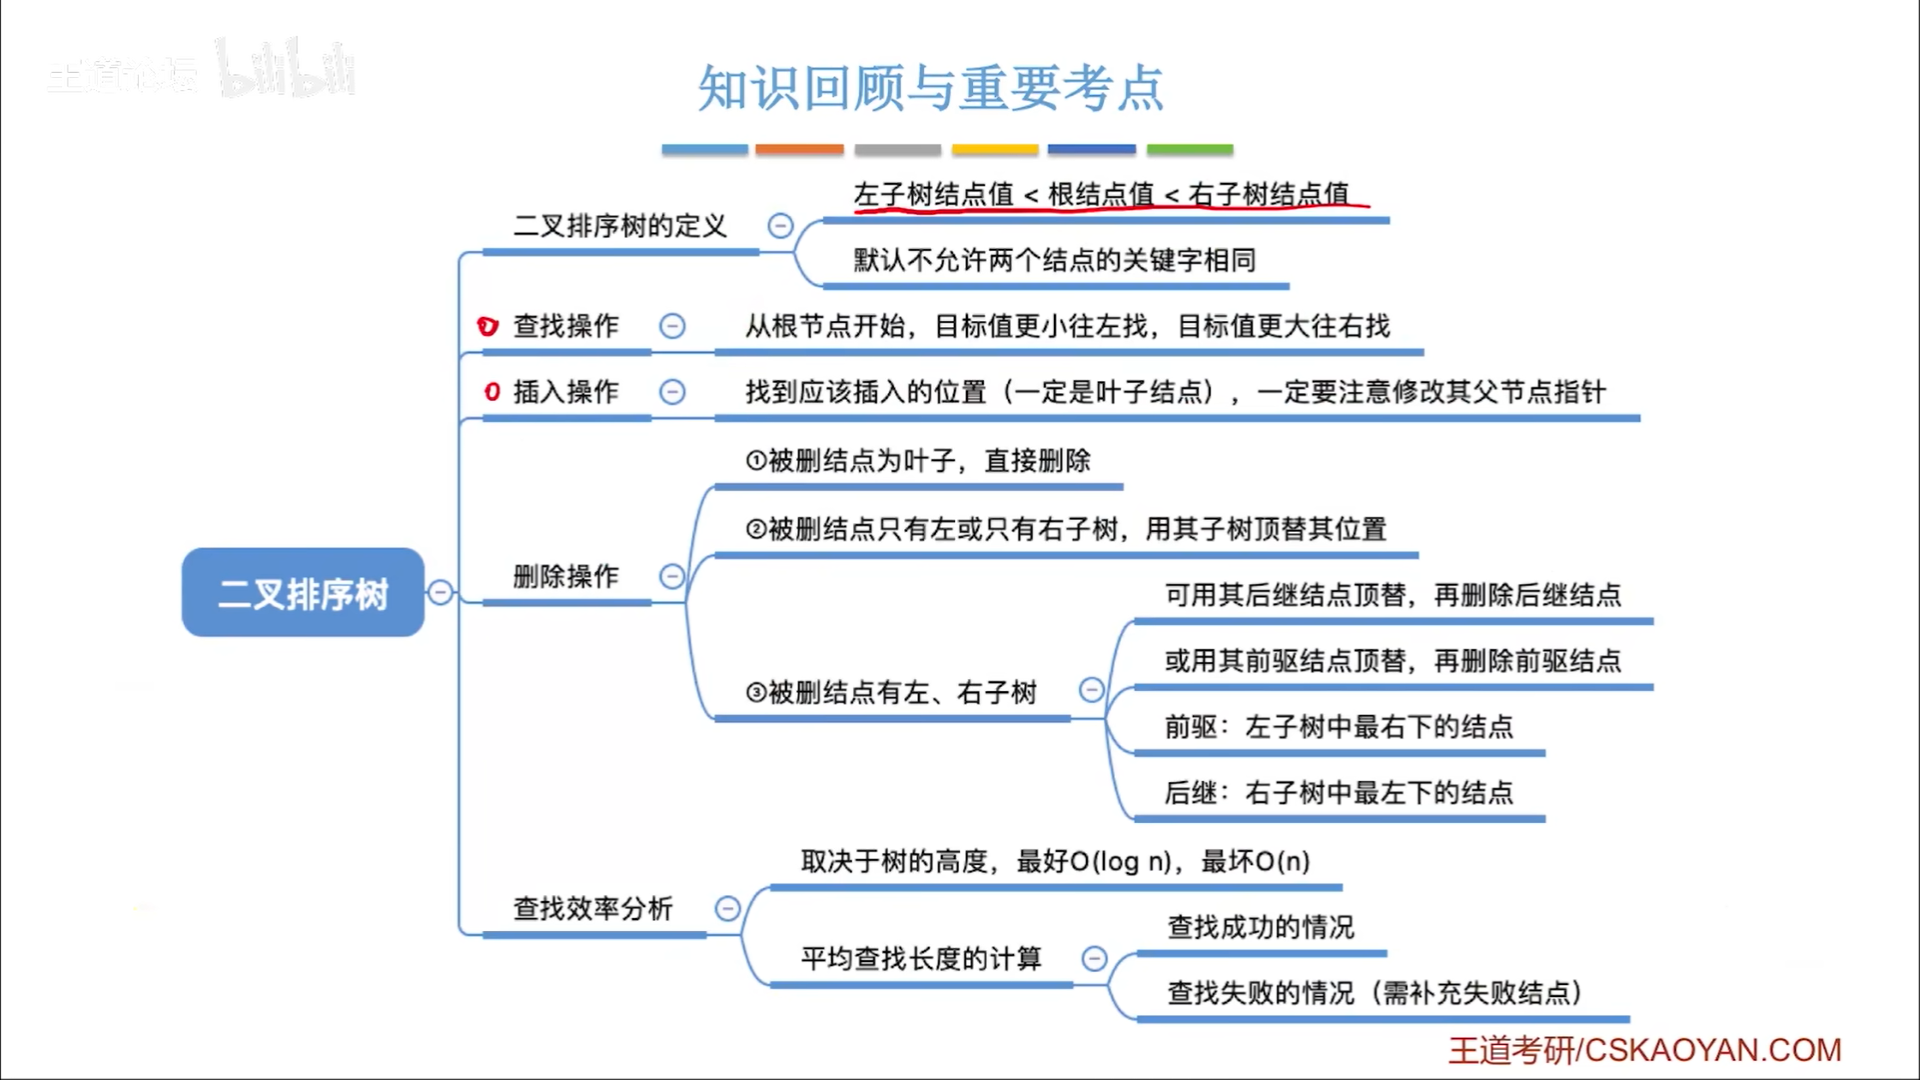 王道论坛 bilibili
知识回顾与重要考点
左子树结点值 < 根结点值 < 右子树结点值
二叉排序树的定义
默认不允许两个结点的关键字相同
查找操作
从根节点开始，目标值更小往左找，目标值更大往右找
插入操作
找到应该插入的位置（一定是叶子结点），一定要注意修改其父节点指针
①被删结点为叶子，直接删除
②被删结点只有左或只有右子树，用其子树顶替其位置
删除操作
二叉排序树
可用其后继结点顶替，再删除后继结点
或用其前驱结点顶替，再删除前驱结点
③被删结点有左、右子树
前驱：左子树中最右下的结点
后继：右子树中最左下的结点
取决于树的高度，最好O(log n)，最坏O(n)
查找效率分析
查找成功的情况
平均查找长度的计算
查找失败的情况（需补充失败结点）
王道考研/CSKAOYAN.COM